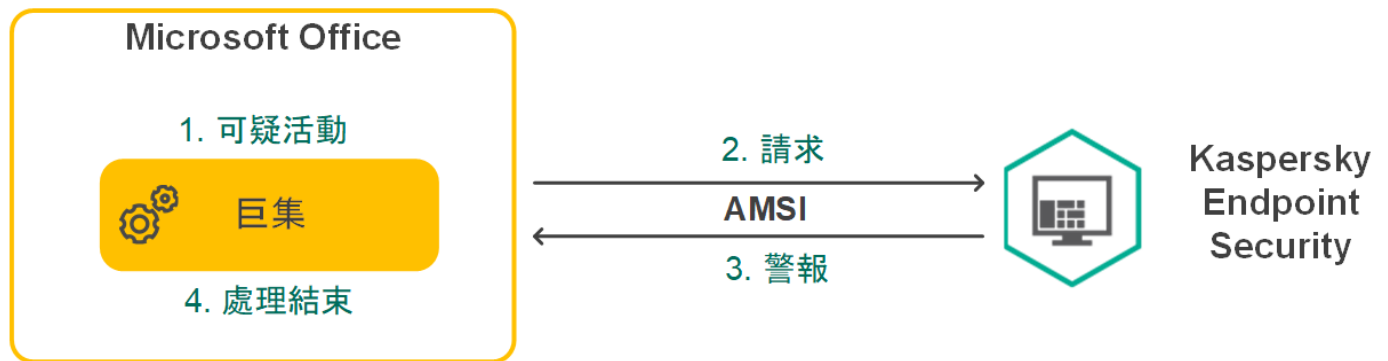 Microsoft Office
1. 可疑活動
巨集
4. 處理結束
2. 請求
AMSI
3. 警報
Kaspersky
Endpoint
Security